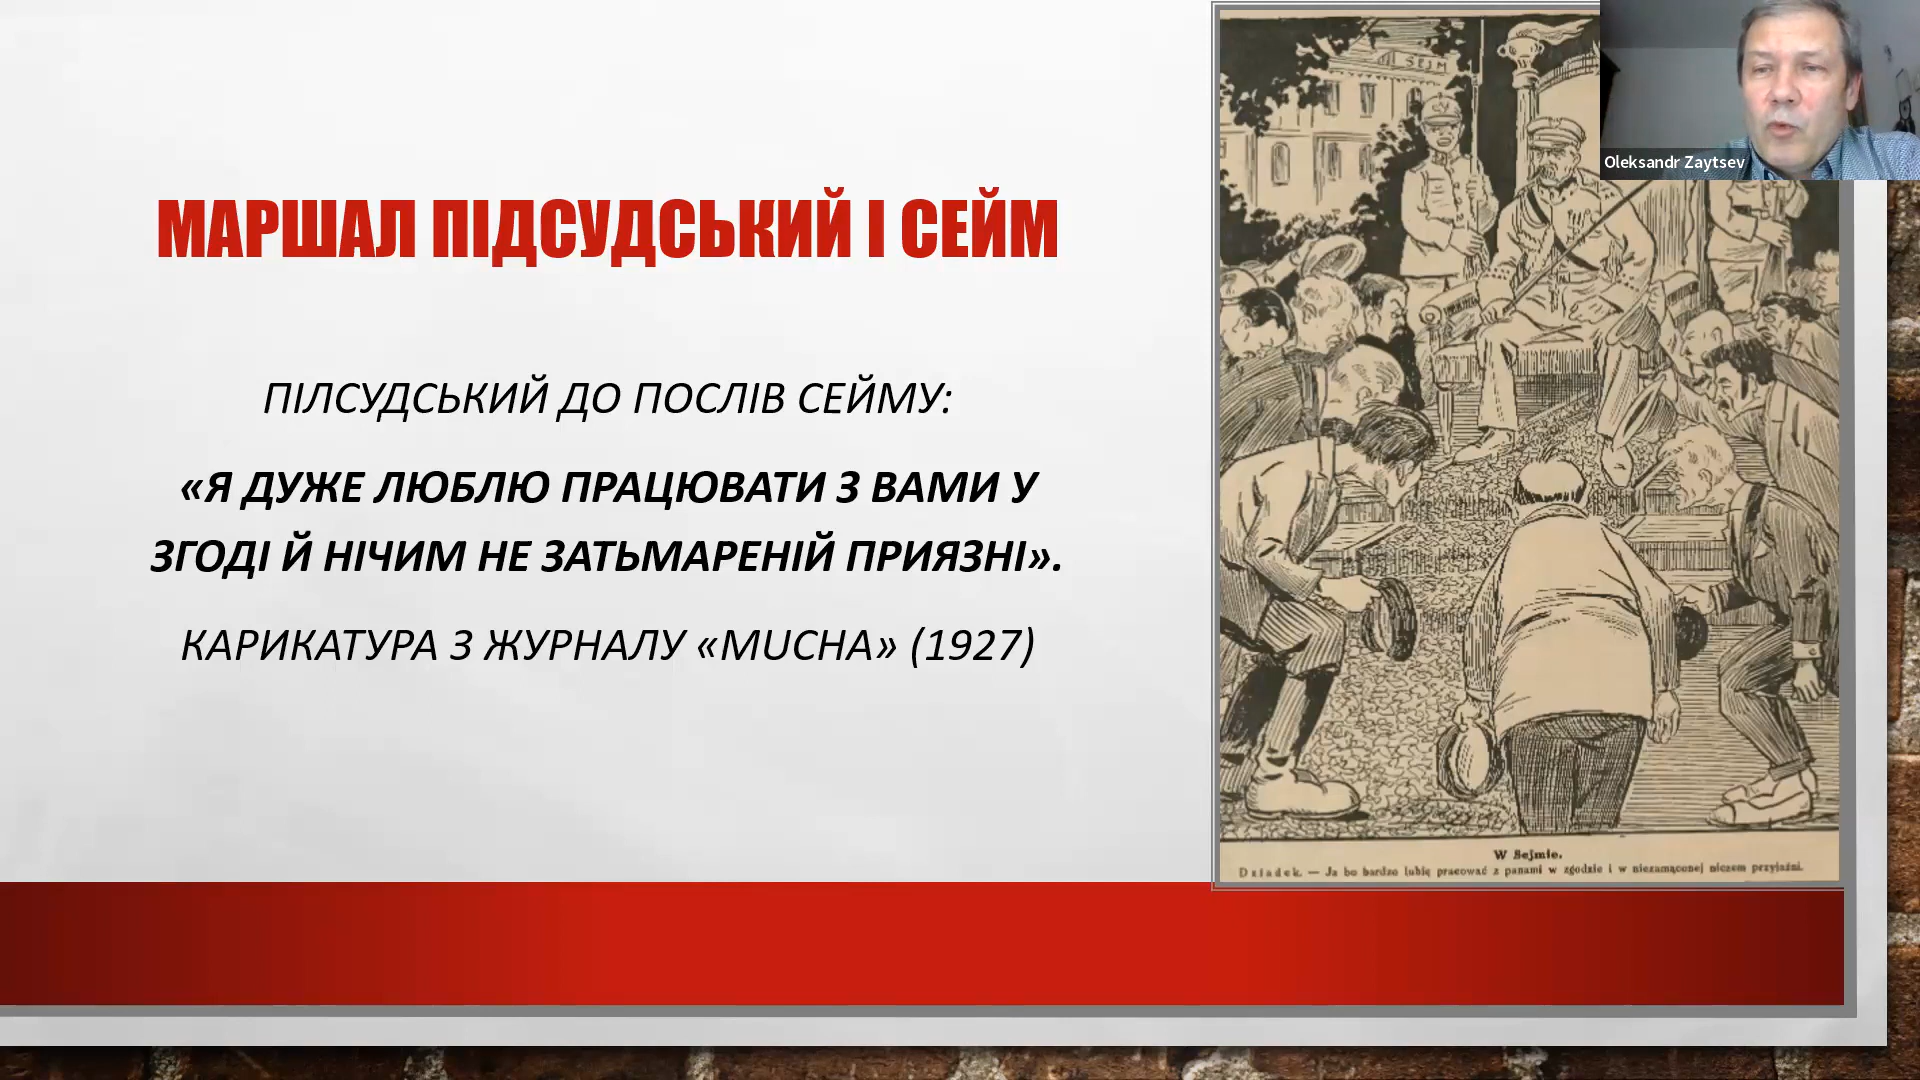 МАРШАЛ ПІДСУДСЬКИЙ І СЕЙМ
ПІЛСУДСЬКИЙ ДО ПОСЛІВ СЕЙМУ:
«Я ДУЖЕ ЛЮБЛЮ ПРАЦЮВАТИ З ВАМИ У
ЗГОДІ Й НІЧИМ НЕ ЗАТЬМАРЕНІЙ ПРИЯЗНІ».
КАРИКАТУРА З ЖУРНАЛУ «MUCHA» (1927)
SEJM
Oleksandr Zaytsev
W Sejmie.
Dziadek. — Ja bo bardzo lubię pracować z panami w zgodzie i w niezamąconej niczem przyjaźni.